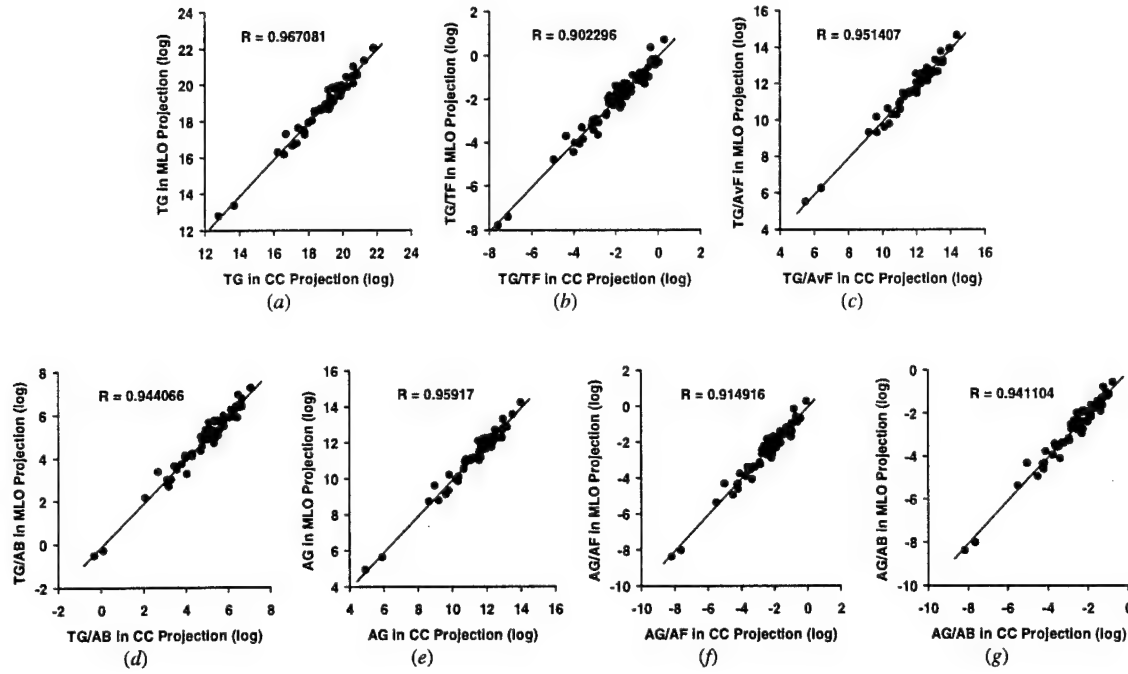 R = 0.967081
TG in MLO Projection (log)
24
22
20
18
16
14
12
12 14 16 18 20 22 24
TG in CC Projection (log)
(a)
R = 0.902296
TG/TF in MLO Projection (log)
2
0
-2
-4
-6
-8
-8 -6 -4 -2 0 2
TG/TF in CC Projection (log)
(b)
R = 0.951407
TG/AvF in MLO Projection (log)
16
14
12
10
8
6
4
4 6 8 10 12 14 16
TG/AvF in CC Projection (log)
(c)
R = 0.944066
TG/AB in MLO Projection (log)
8
6
4
2
0
-2
-2 0 2 4 6 8
TG/AB in CC Projection (log)
(d)
R = 0.95917
AG in MLO Projection (log)
16
14
12
10
8
6
4
4 6 8 10 12 14 16
AG in CC Projection (log)
(e)
R = 0.914916
AG/AF in MLO Projection (log)
2
0
-2
-4
-6
-8
-10
-10 -8 -6 -4 -2 0 2
AG/AF in CC Projection (log)
(f)
R = 0.941104
AG/AB in MLO Projection (log)
0
-2
-4
-6
-8
-10
-10 -8 -6 -4 -2 0
AG/AB in CC Projection (log)
(g)